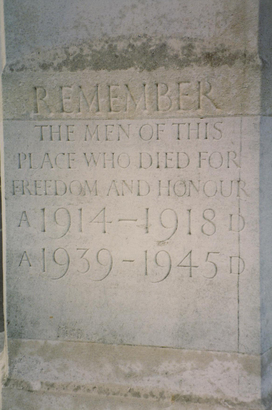 REMEMBER
THE MEN OF THIS
PLACE WHO DIED FOR
FREEDOM AND HONOUR
A 1914-1918 D
A 1939-1945 D